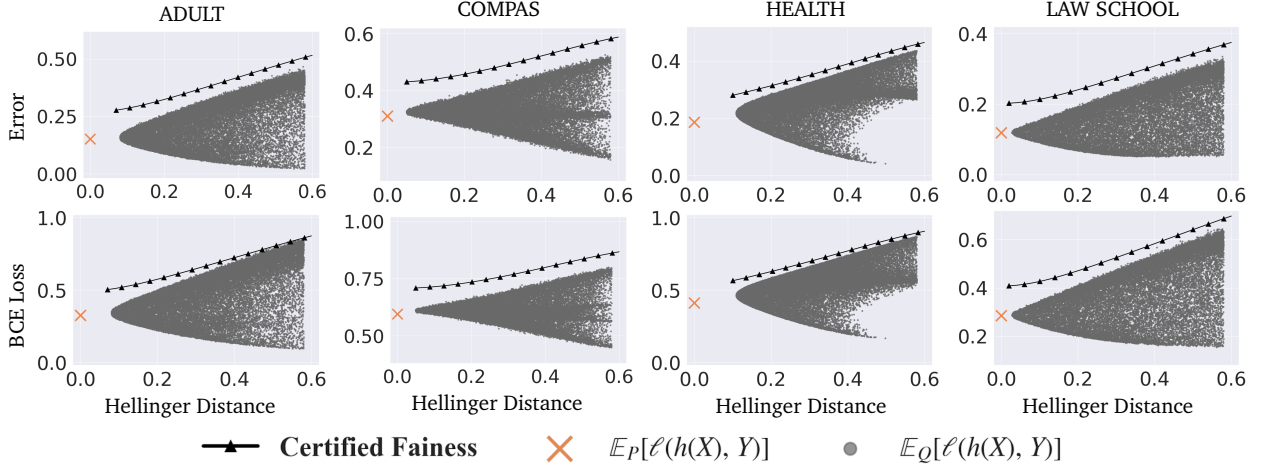 ADULT COMPAS HEALTH LAW SCHOOL
Error
0.50 0.25 0.00
0.6 0.4 0.2
0.4 0.2 0.0
0.4 0.2 0.0
0.0 0.2 0.4 0.6 0.0 0.2 0.4 0.6 0.0 0.2 0.4 0.6 0.0 0.2 0.4 0.6
BCE Loss
1.0 0.5 0.0
1.00 0.75 0.50
1.0 0.5 0.0
0.6 0.4 0.2
0.0 0.2 0.4 0.6 0.0 0.2 0.4 0.6 0.0 0.2 0.4 0.6 0.0 0.2 0.4 0.6
Hellinger Distance Hellinger Distance Hellinger Distance Hellinger Distance
Certified Fainess 𝔼_P[ℓ(h(X), Y)] 𝔼_Q[ℓ(h(X), Y)]